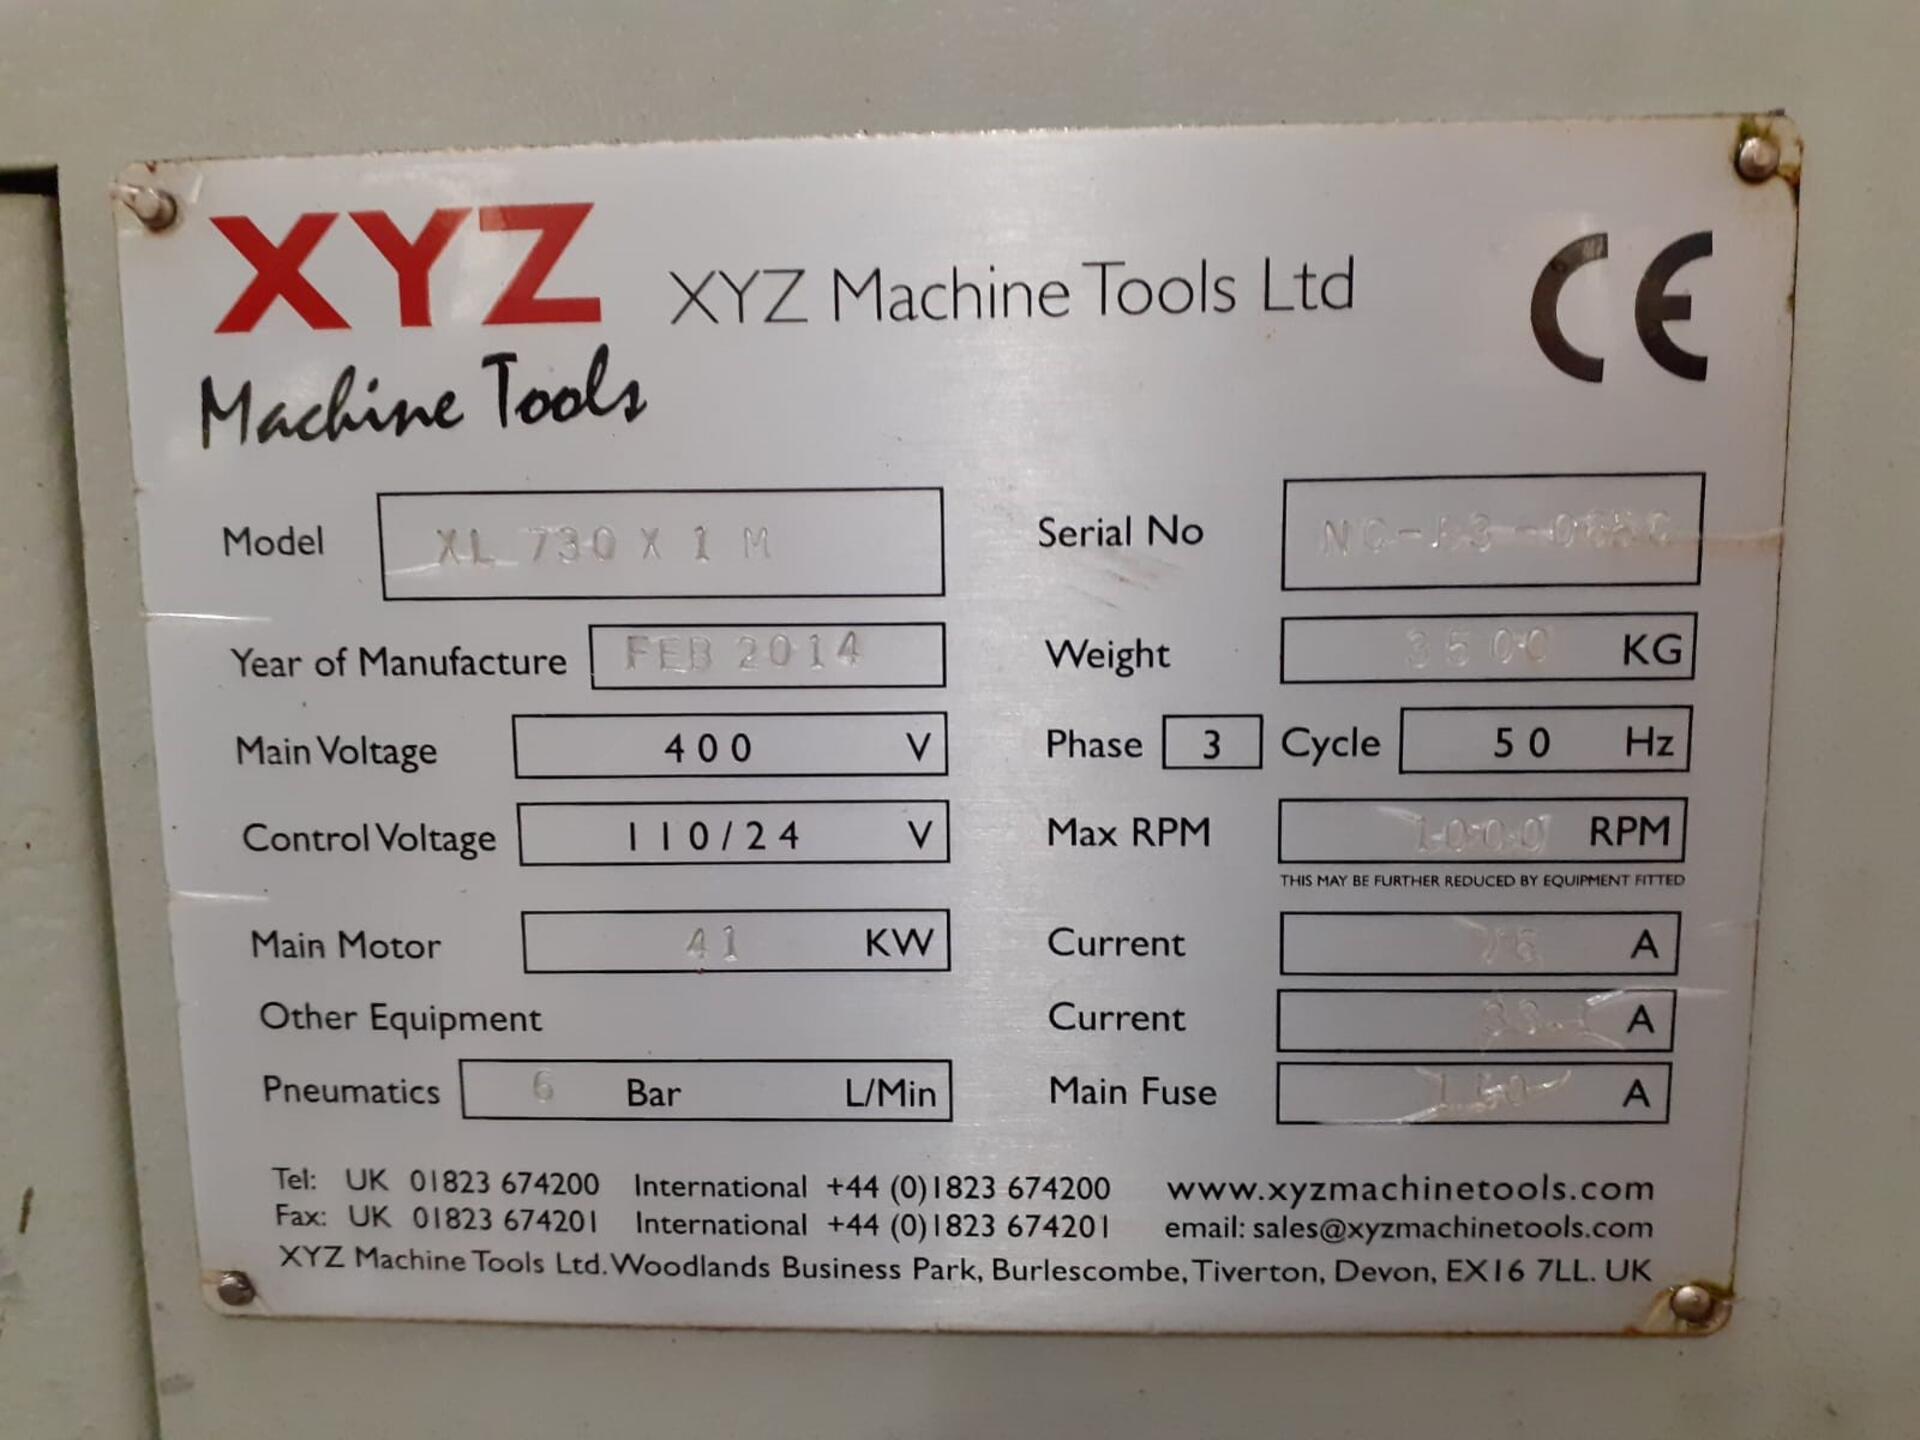 XYZ
Machine Tools
XYZ Machine Tools Ltd
CE
Model XL 730 X 1 M
Serial No
Year of Manufacture FEB 2014
Weight 3500 KG
Main Voltage 400 V
Phase 3 Cycle 50 Hz
Control Voltage 110/24 V
Max RPM 1000 RPM
THIS MAY BE FURTHER REDUCED BY EQUIPMENT FITTED
Main Motor 41 KW
Current A
Other Equipment
Current A
Pneumatics 6 Bar L/Min
Main Fuse A
Tel: UK 01823 674200 International +44 (0)1823 674200 www.xyzmachinetools.com
Fax: UK 01823 674201 International +44 (0)1823 674201 email: sales@xyzmachinetools.com
XYZ Machine Tools Ltd. Woodlands Business Park, Burlescombe, Tiverton, Devon, EX16 7LL. UK